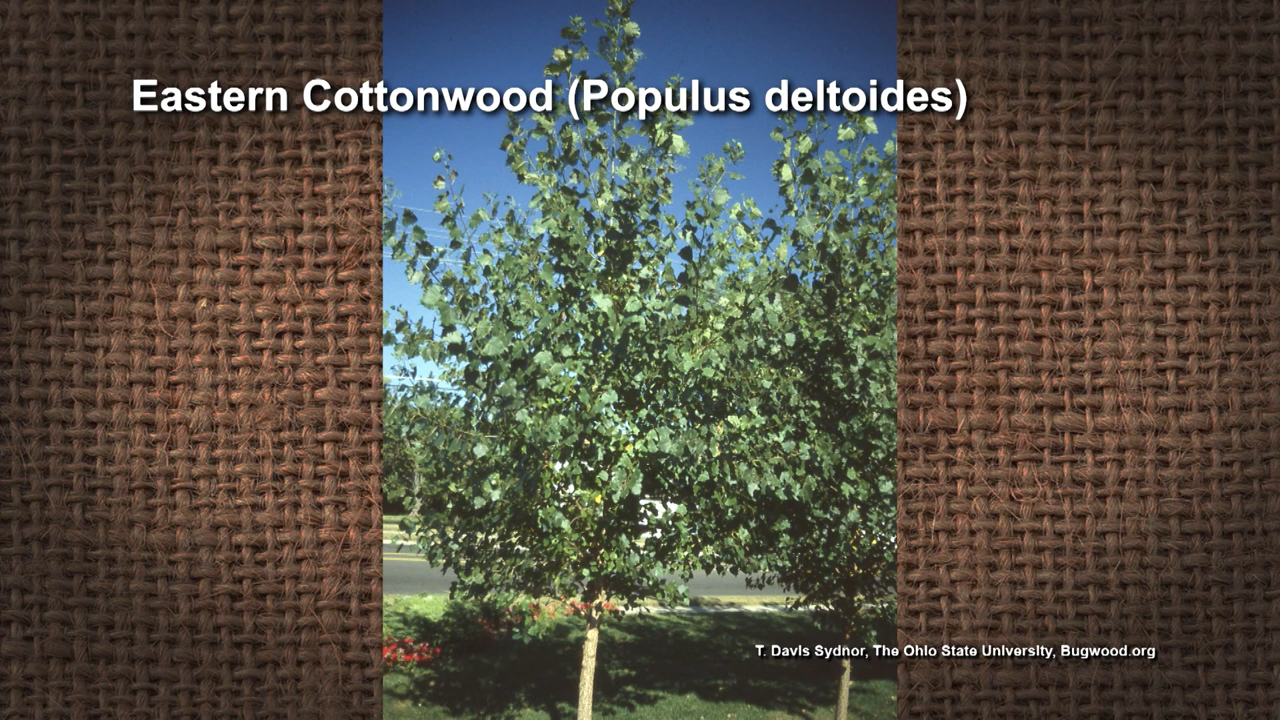 Eastern Cottonwood (Populus deltoides)
T. Davis Sydnor, The Ohio State University, Bugwood.org